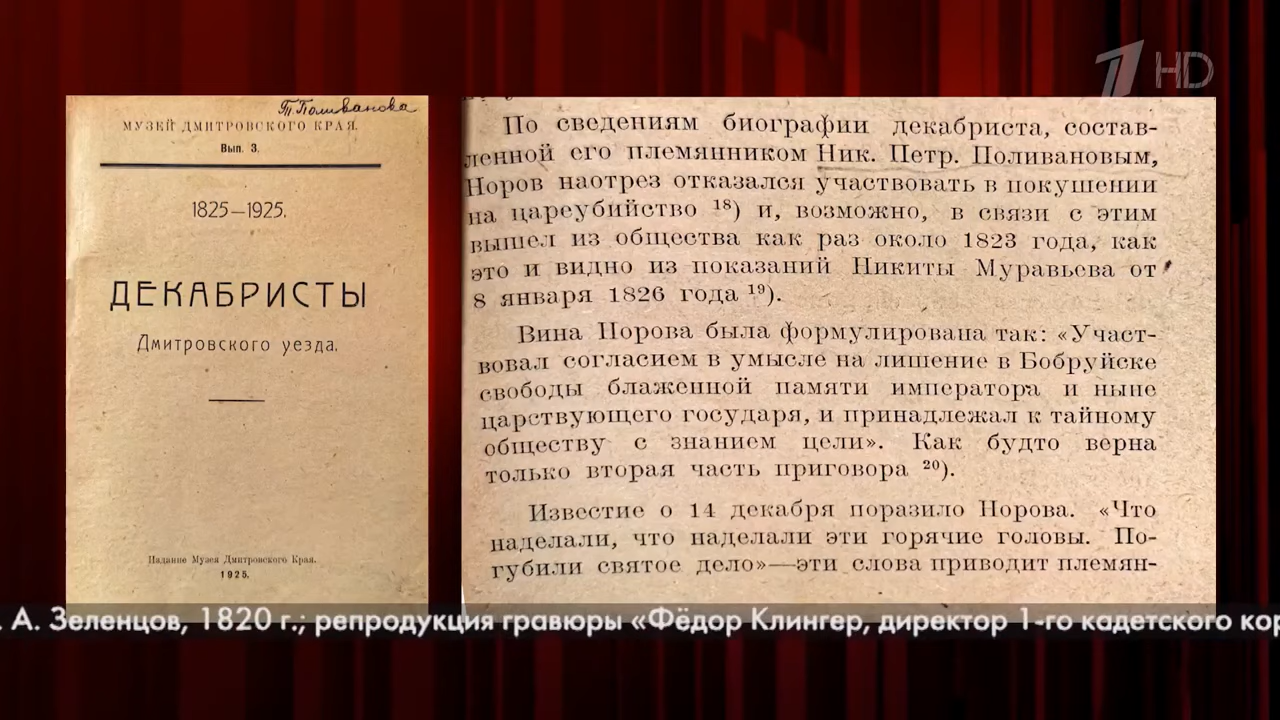 1 HD
Т Поливанова
МУЗЕЙ ДМИТРОВСКОГО КРАЯ.
Вып. 3.
1825—1925.
ДЕКАБРИСТЫ
Дмитровского уезда.
Издание Музея Дмитровского Края.
1925.
По сведениям биографии декабриста, состав-
ленной его племянником Ник. Петр. Поливановым,
Норов наотрез отказался участвовать в покушении
на цареубийство ¹⁸) и, возможно, в связи с этим
вышел из общества как раз около 1823 года, как
это и видно из показаний Никиты Муравьева от
8 января 1826 года ¹⁹).
Вина Норова была формулирована так: «Участ-
вовал согласием в умысле на лишение в Бобруйске
свободы блаженной памяти императора и ныне
царствующего государя, и принадлежал к тайному
обществу с знанием цели». Как будто верна
только вторая часть приговора ²⁰).
Известие о 14 декабря поразило Норова. «Что
наделали, что наделали эти горячие головы. По-
губили святое дело»—эти слова приводит племян-
. А. Зеленцов, 1820 г.; репродукция гравюры «Фёдор Клингер, директор 1-го кадетского кор